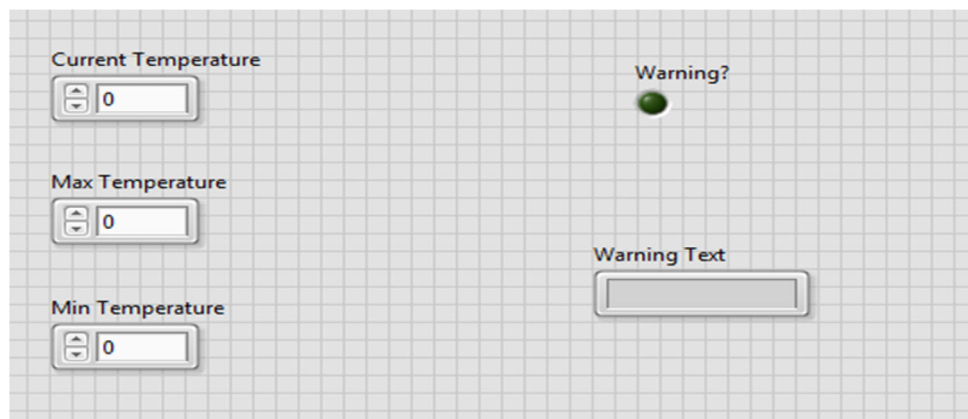 Current Temperature
0
Warning?
Max Temperature
0
Warning Text
Min Temperature
0